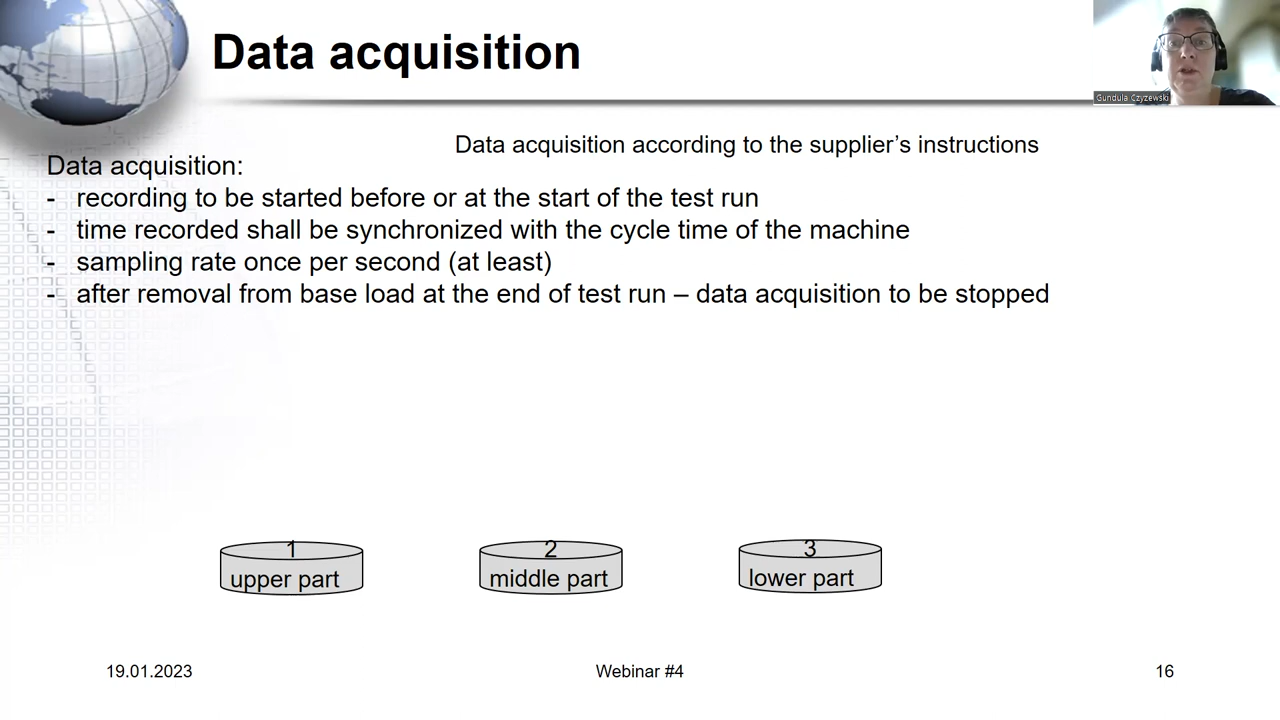 Data acquisition
Gundula Czyzewski
Data acquisition according to the supplier’s instructions
Data acquisition:
- recording to be started before or at the start of the test run
- time recorded shall be synchronized with the cycle time of the machine
- sampling rate once per second (at least)
- after removal from base load at the end of test run – data acquisition to be stopped
1
upper part
2
middle part
3
lower part
19.01.2023
Webinar #4
16